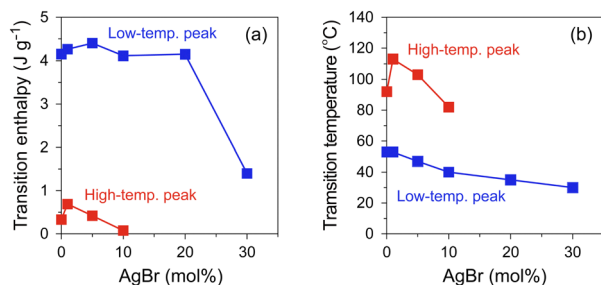 Transition enthalpy (J g⁻¹)
5
4
3
2
1
0
Low-temp. peak
(a)
High-temp. peak
0
10
20
30
AgBr (mol%)
Tramsition temperature (°C)
140
120
100
80
60
40
20
0
(b)
High-temp. peak
Low-temp. peak
0
10
20
30
AgBr (mol%)